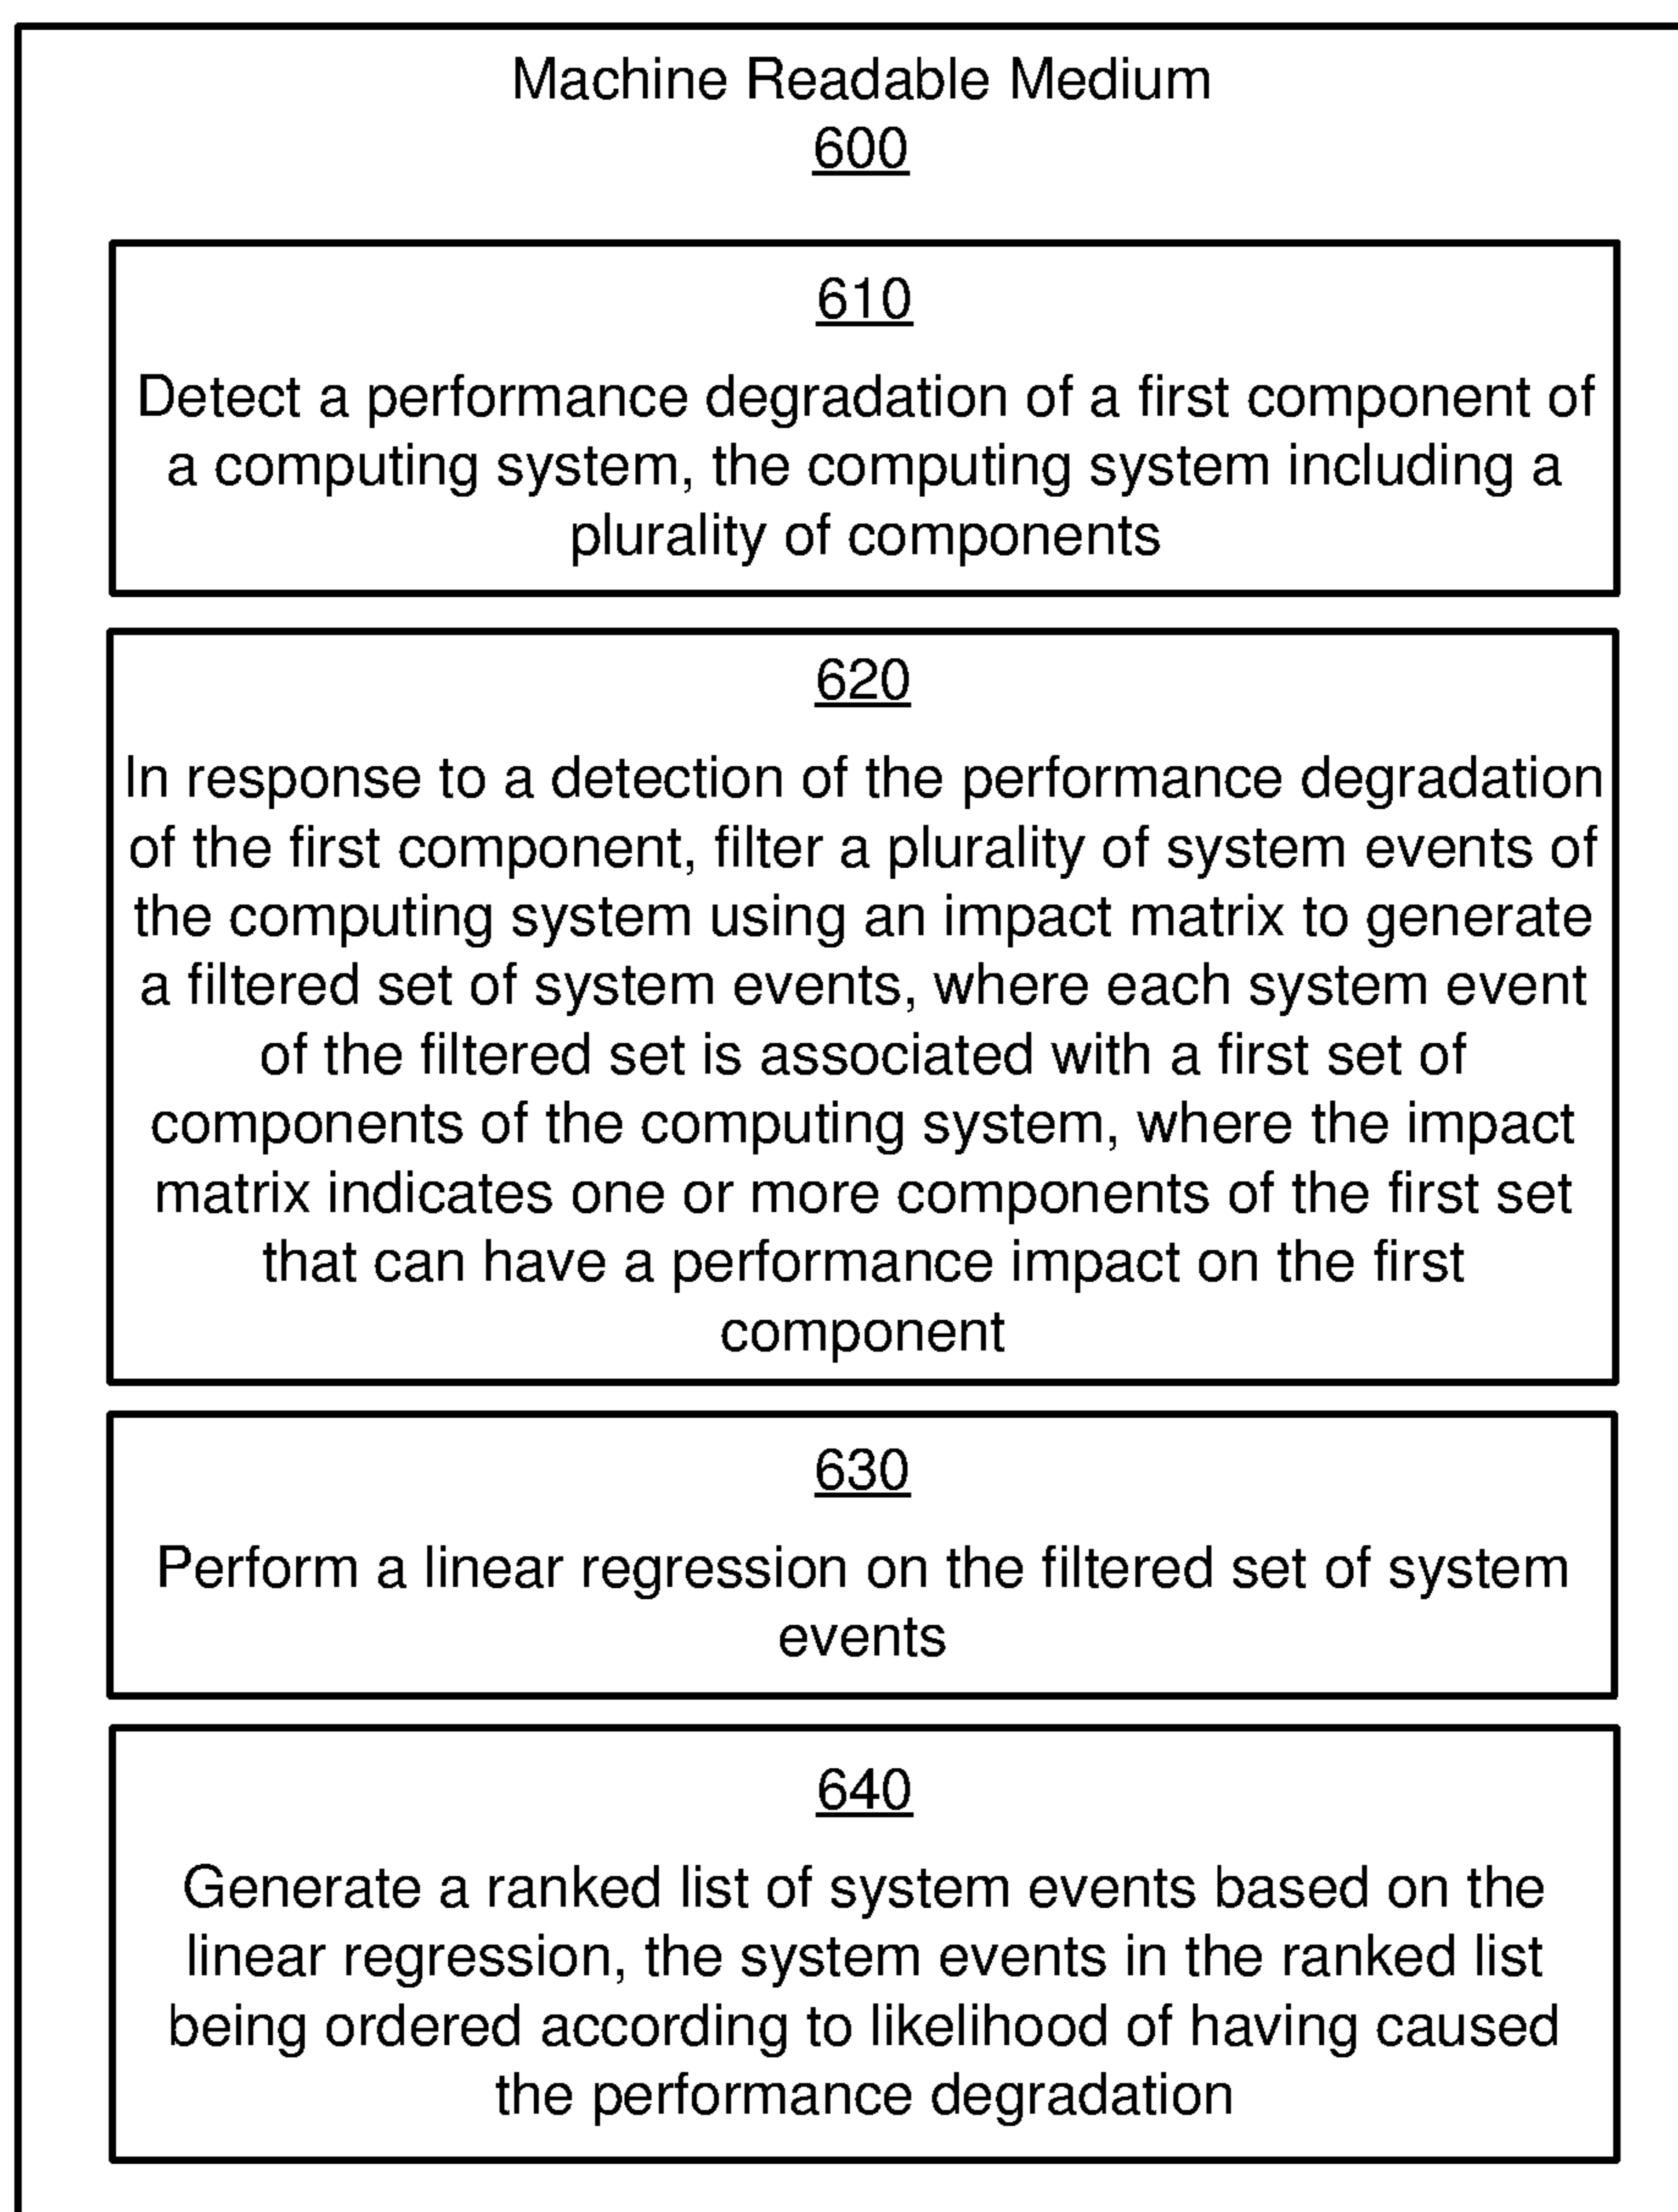 Machine Readable Medium
600
610
Detect a performance degradation of a first component of
a computing system, the computing system including a
plurality of components
620
In response to a detection of the performance degradation
of the first component, filter a plurality of system events of
the computing system using an impact matrix to generate
a filtered set of system events, where each system event
of the filtered set is associated with a first set of
components of the computing system, where the impact
matrix indicates one or more components of the first set
that can have a performance impact on the first
component
630
Perform a linear regression on the filtered set of system
events
640
Generate a ranked list of system events based on the
linear regression, the system events in the ranked list
being ordered according to likelihood of having caused
the performance degradation